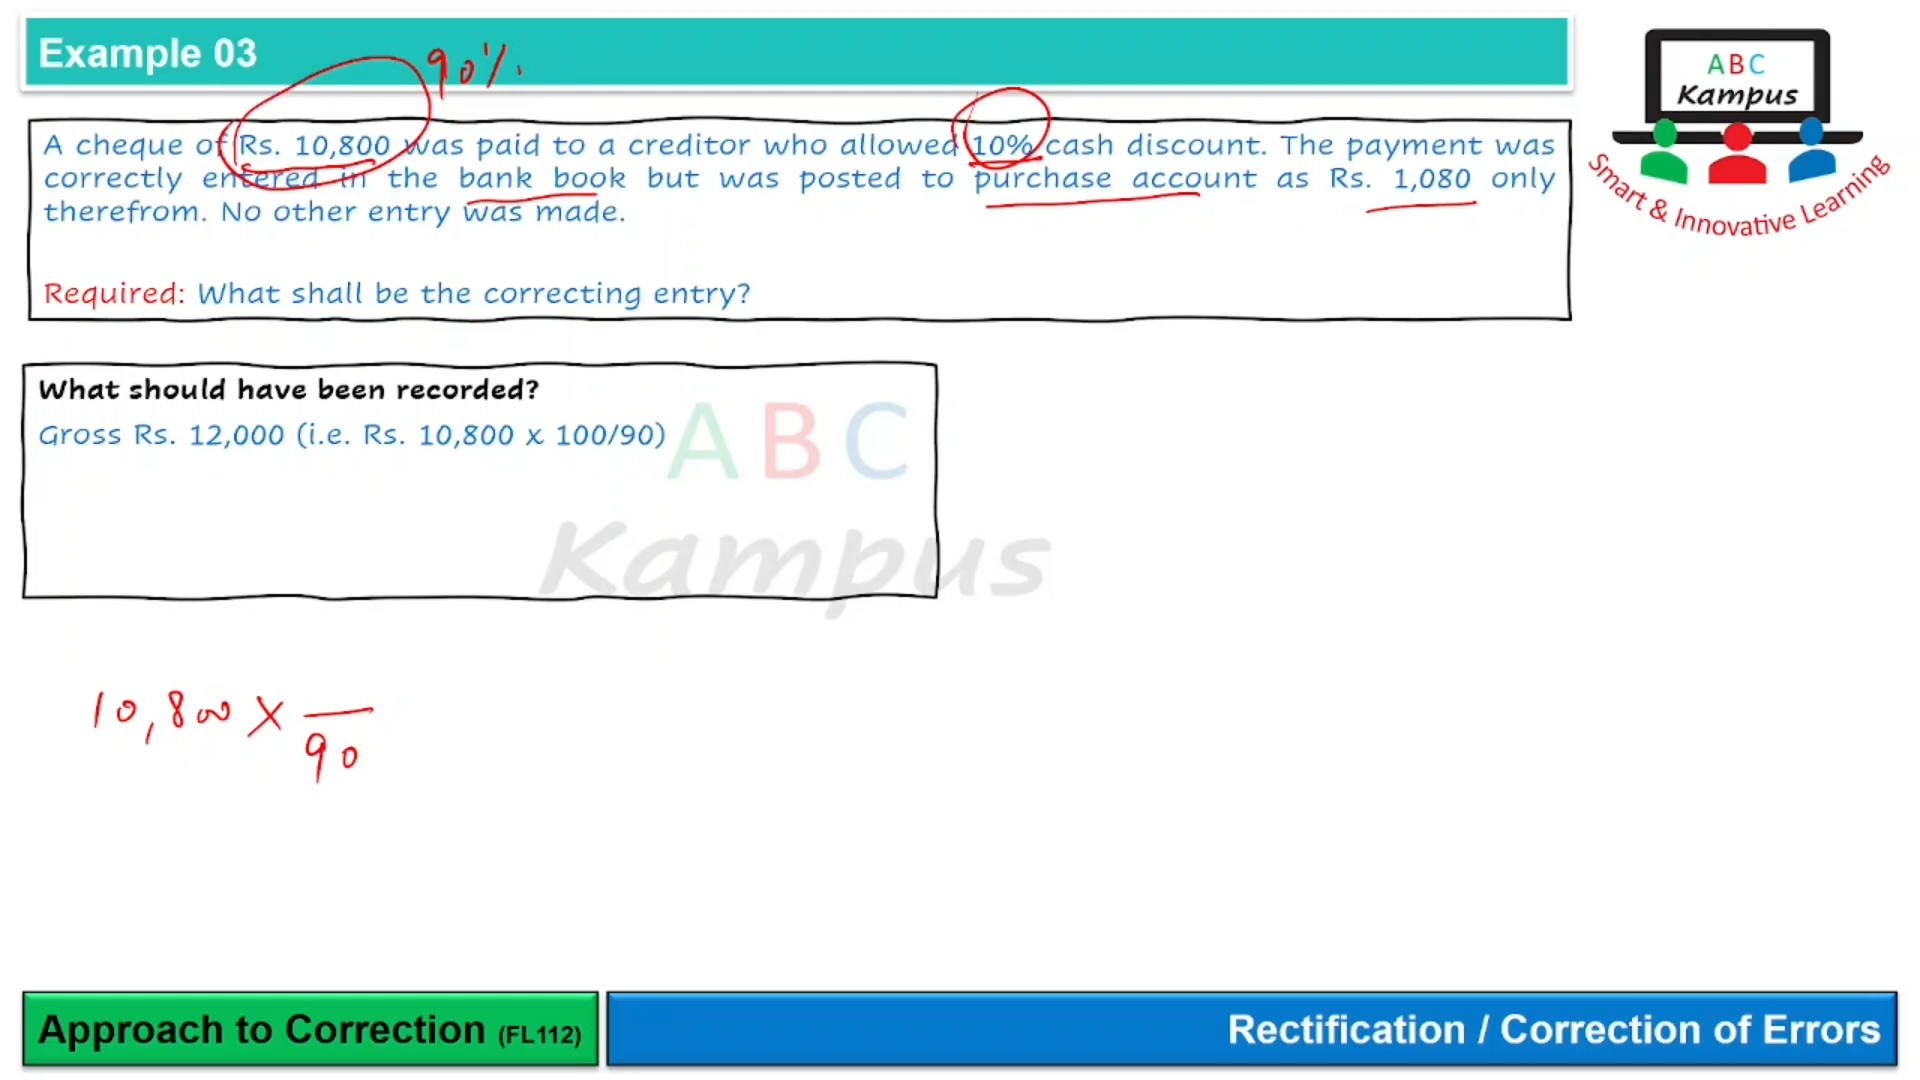 Example 03
90%
ABC
Kampus
Smart & Innovative Learning
A cheque of Rs. 10,800 was paid to a creditor who allowed 10% cash discount. The payment was
correctly entered in the bank book but was posted to purchase account as Rs. 1,080 only
therefrom. No other entry was made.
Required: What shall be the correcting entry?
What should have been recorded?
Gross Rs. 12,000 (i.e. Rs. 10,800 x 100/90)
ABC
Kampus
10,800 ×
90
Approach to Correction (FL112)
Rectification / Correction of Errors